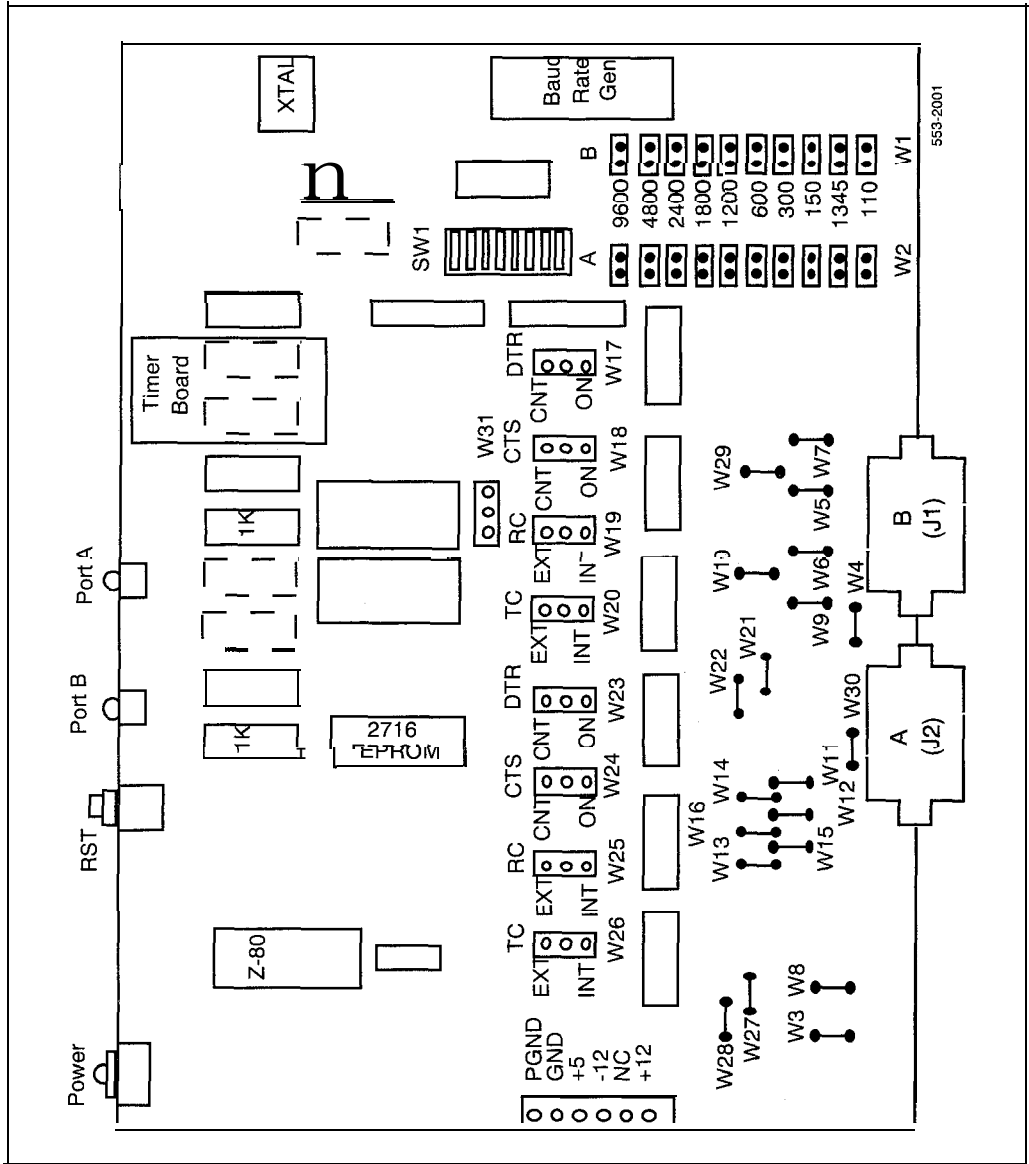 Power
RST
Port B
Port A
Timer
Board
XTAL
n
Z-80
1K
2716
EPROM
1K
SW1
Baud
Rate
Gen
A
B
9600
4800
2400
1800
1200
600
300
150
1345
110
W2
W1
553-2001
PGND
GND
+5
-12
NC
+12
TC
EXT
INT
W26
RC
EXT
INT
W25
CTS
CNT
ON
W24
DTR
CNT
ON
W23
TC
EXT
INT
W20
RC
EXT
INT
W19
W31
CTS
CNT
ON
W18
DTR
CNT
ON
W17
W28
W27
W3
W8
W13
W16
W14
W15
W12
W11
W22
W21
W30
W10
W9
W6
W4
W29
W5
W7
A
(J2)
B
(J1)